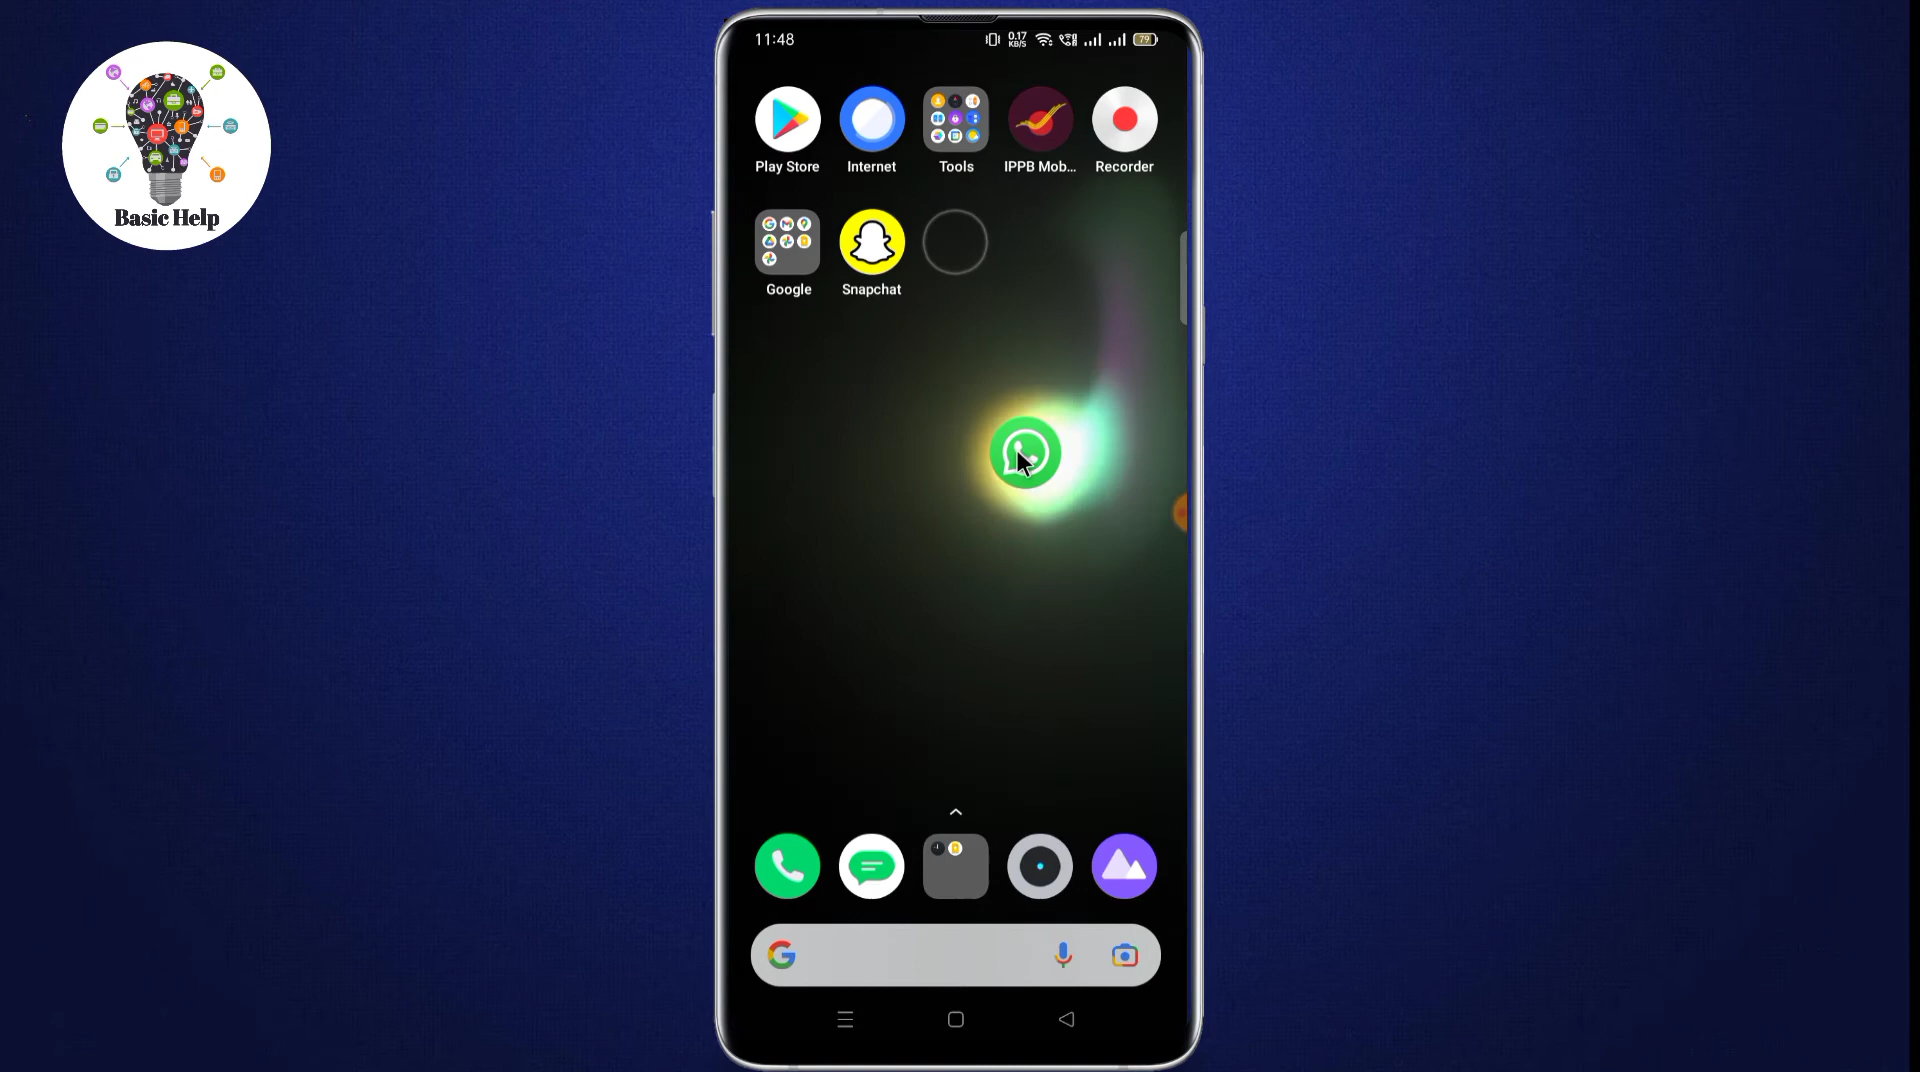 Basic Help
11:48
0.17
KB/S
79
Play Store
Internet
Tools
IPPB Mob...
Recorder
Google
Snapchat